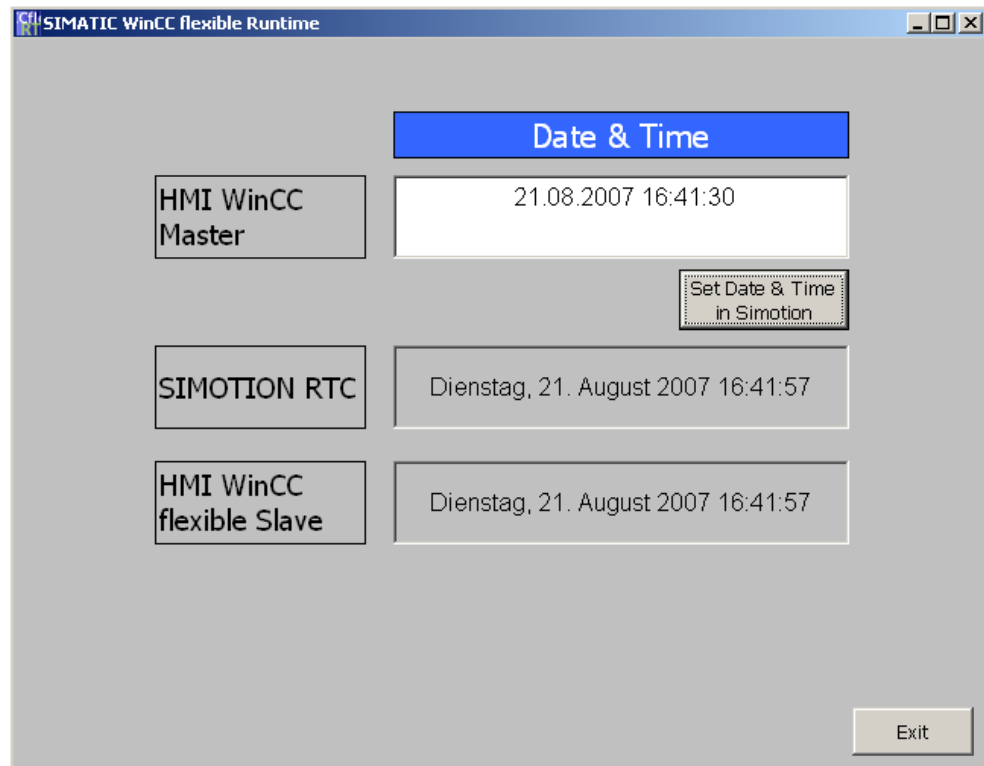 SIMATIC WinCC flexible Runtime
Date & Time
HMI WinCC
Master
21.08.2007 16:41:30
Set Date & Time
in Simotion
SIMOTION RTC
Dienstag, 21. August 2007 16:41:57
HMI WinCC
flexible Slave
Dienstag, 21. August 2007 16:41:57
Exit